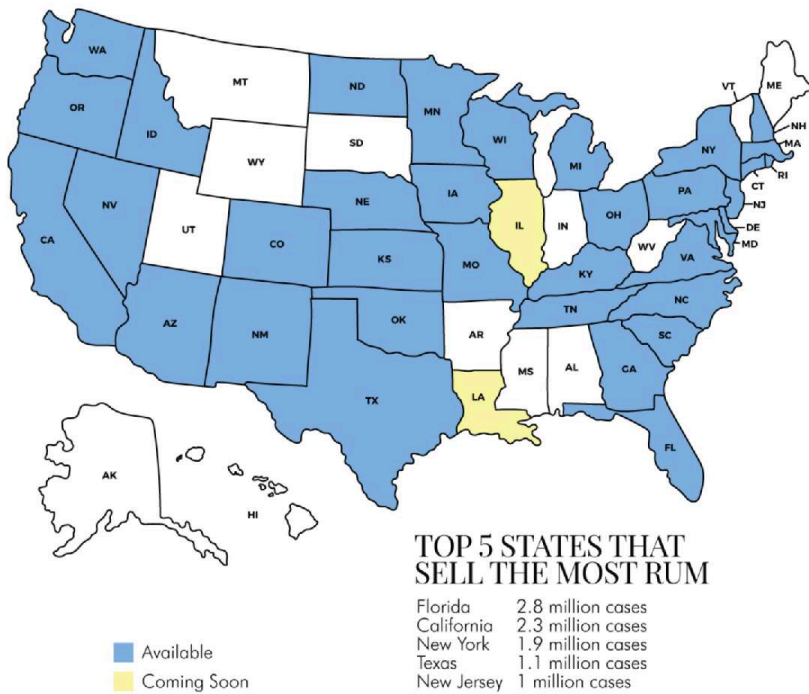 WA
MT
ND
MN
VT
ME
OR
ID
SD
WI
NH
MA
WY
MI
NY
RI
CT
IA
NE
PA
NJ
NV
IL
IN
OH
DE
MD
UT
CO
WV
VA
CA
KS
MO
KY
NC
TN
AZ
NM
OK
AR
SC
MS
AL
GA
LA
TX
FL
AK
HI
TOP 5 STATES THAT
SELL THE MOST RUM
Florida 2.8 million cases
California 2.3 million cases
New York 1.9 million cases
Texas 1.1 million cases
New Jersey 1 million cases
Available
Coming Soon